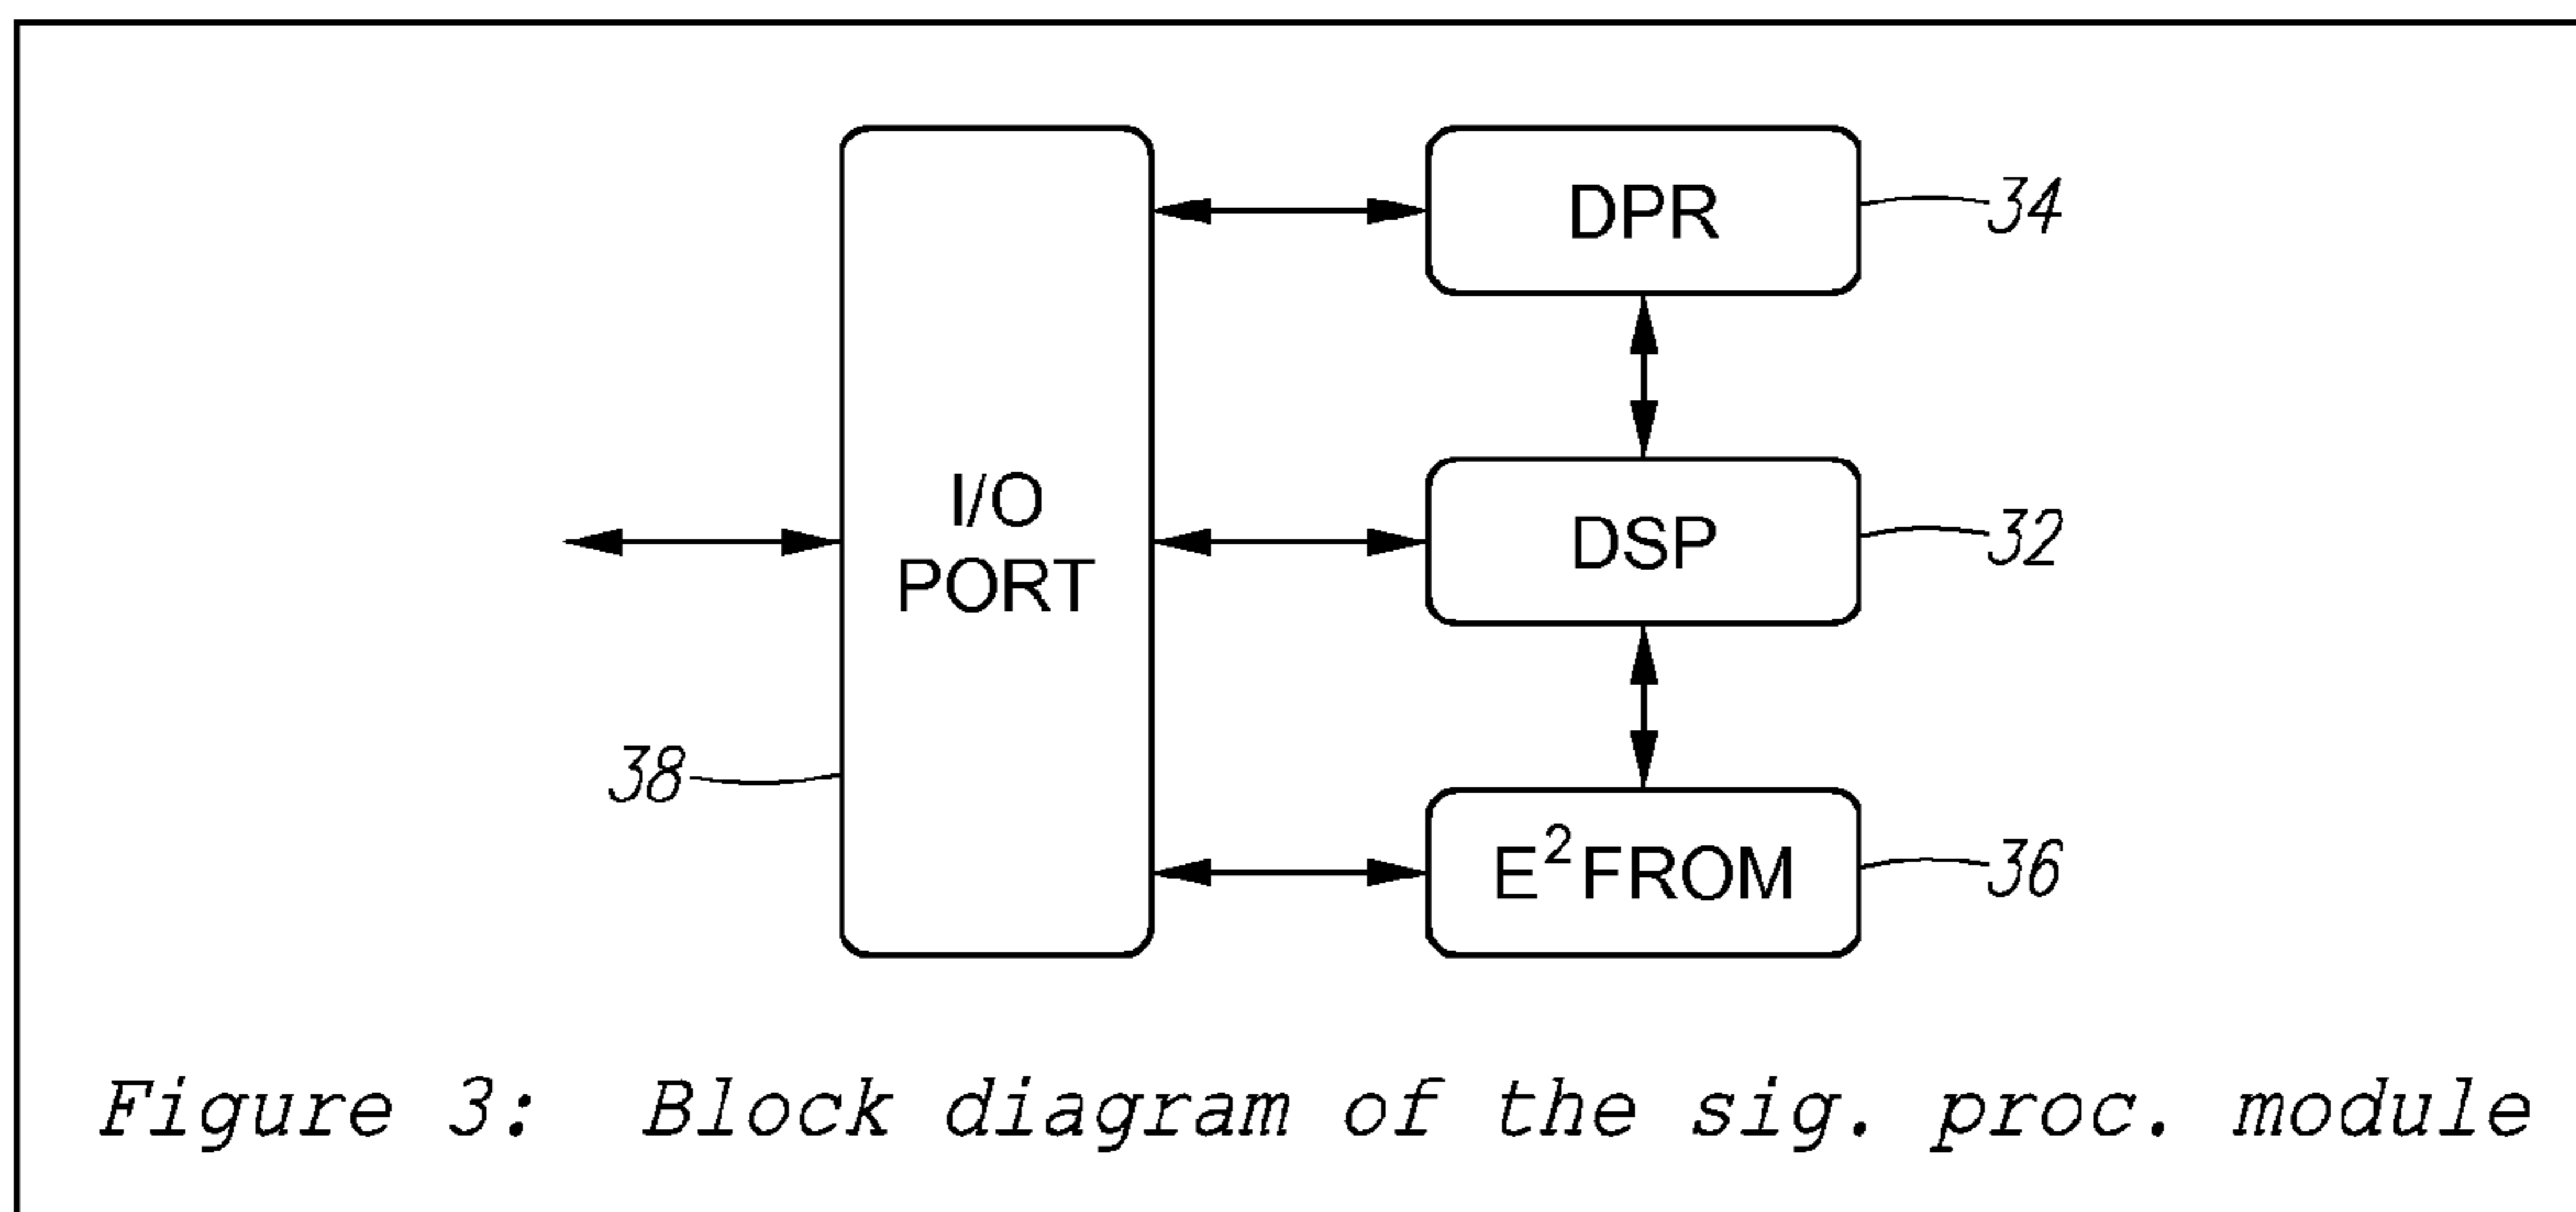 DPR
34
I/O
PORT
DSP
32
38
E²FROM
36
Figure 3: Block diagram of the sig. proc. module